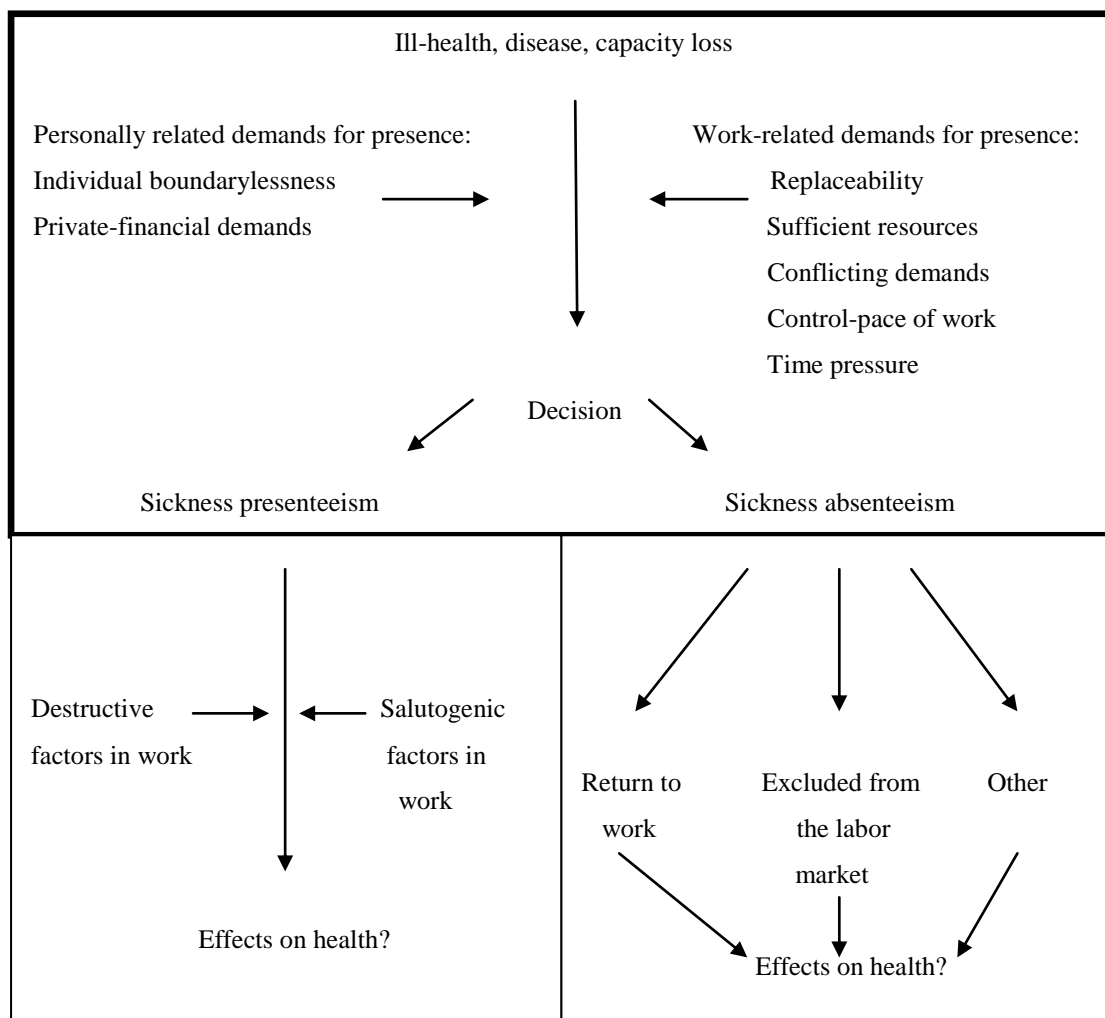 Ill-health, disease, capacity loss
Personally related demands for presence:
Individual boundarylessness
Private-financial demands
Work-related demands for presence:
Replaceability
Sufficient resources
Conflicting demands
Control-pace of work
Time pressure
Decision
Sickness presenteeism
Sickness absenteeism
Destructive
factors in work
Salutogenic
factors in
work
Effects on health?
Return to
work
Excluded from
the labor
market
Other
Effects on health?